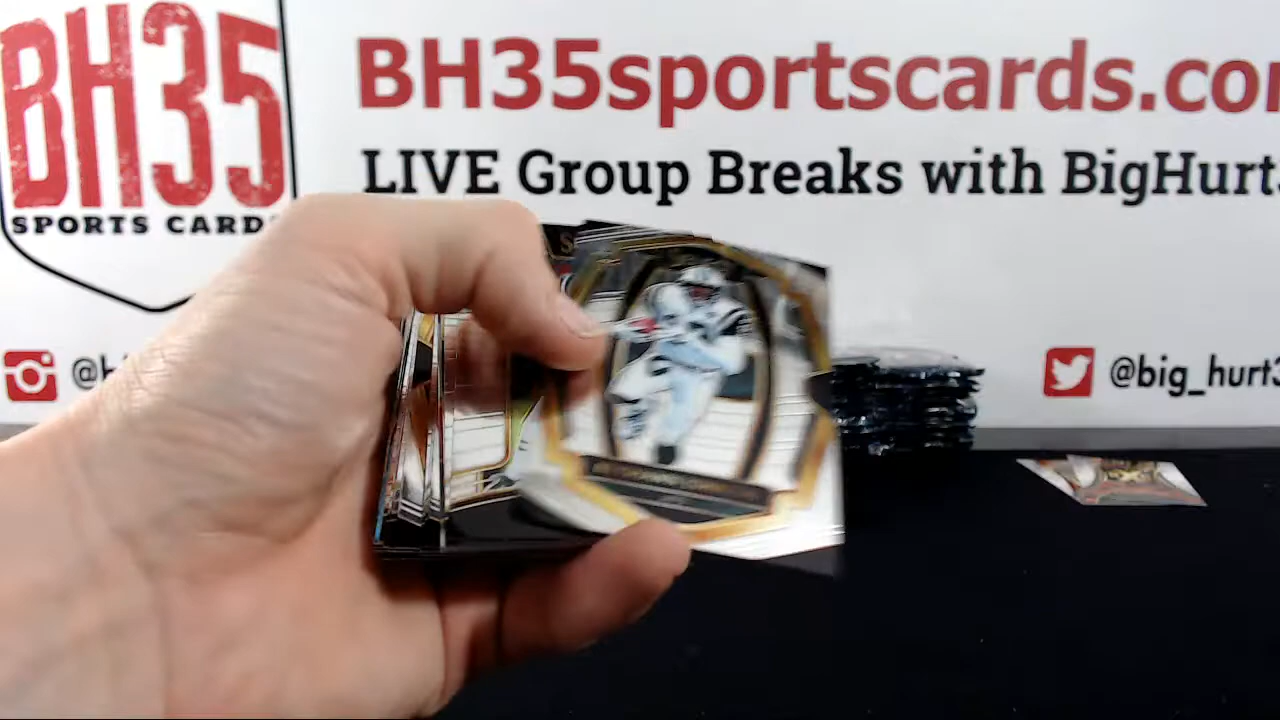 BH35
SPORTS CARD
BH35sportscards.co
LIVE Group Breaks with BigHurt
@big_hurt3